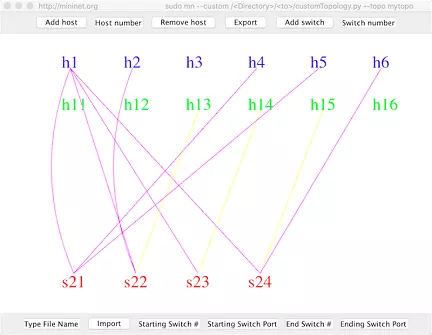 http://mininet.org sudo mn --custom /<Directory>/<to>/customTopology.py --topo mytopo
Add host Host number Remove host Export Add switch Switch number
h1 h2 h3 h4 h5 h6
h11 h12 h13 h14 h15 h16
s21 s22 s23 s24
Type File Name Import Starting Switch # Starting Switch Port End Switch # Ending Switch Port